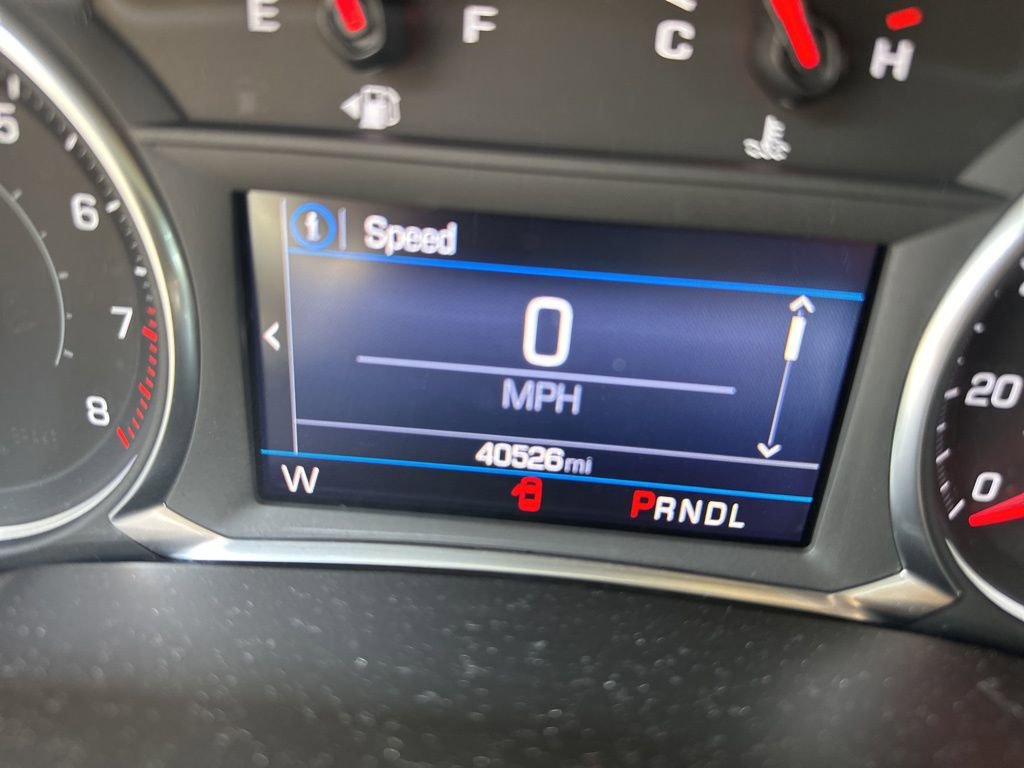 E F C H
5
6
7
8
i Speed
0
MPH
40526mi
W PRNDL
20
0